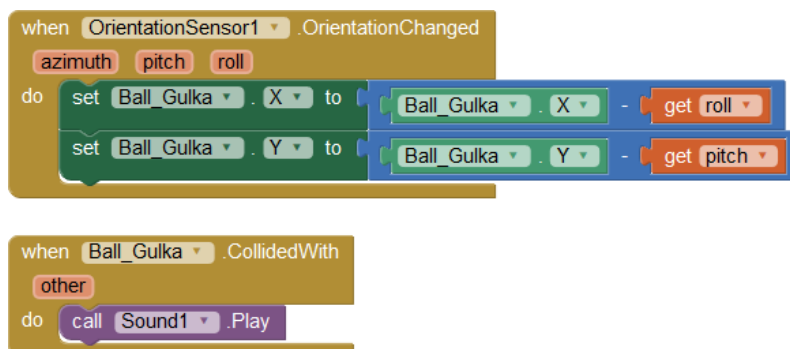 when OrientationSensor1 .OrientationChanged
azimuth pitch roll
do set Ball_Gulka . X to Ball_Gulka . X - get roll
set Ball_Gulka . Y to Ball_Gulka . Y - get pitch
when Ball_Gulka .CollidedWith
other
do call Sound1 .Play